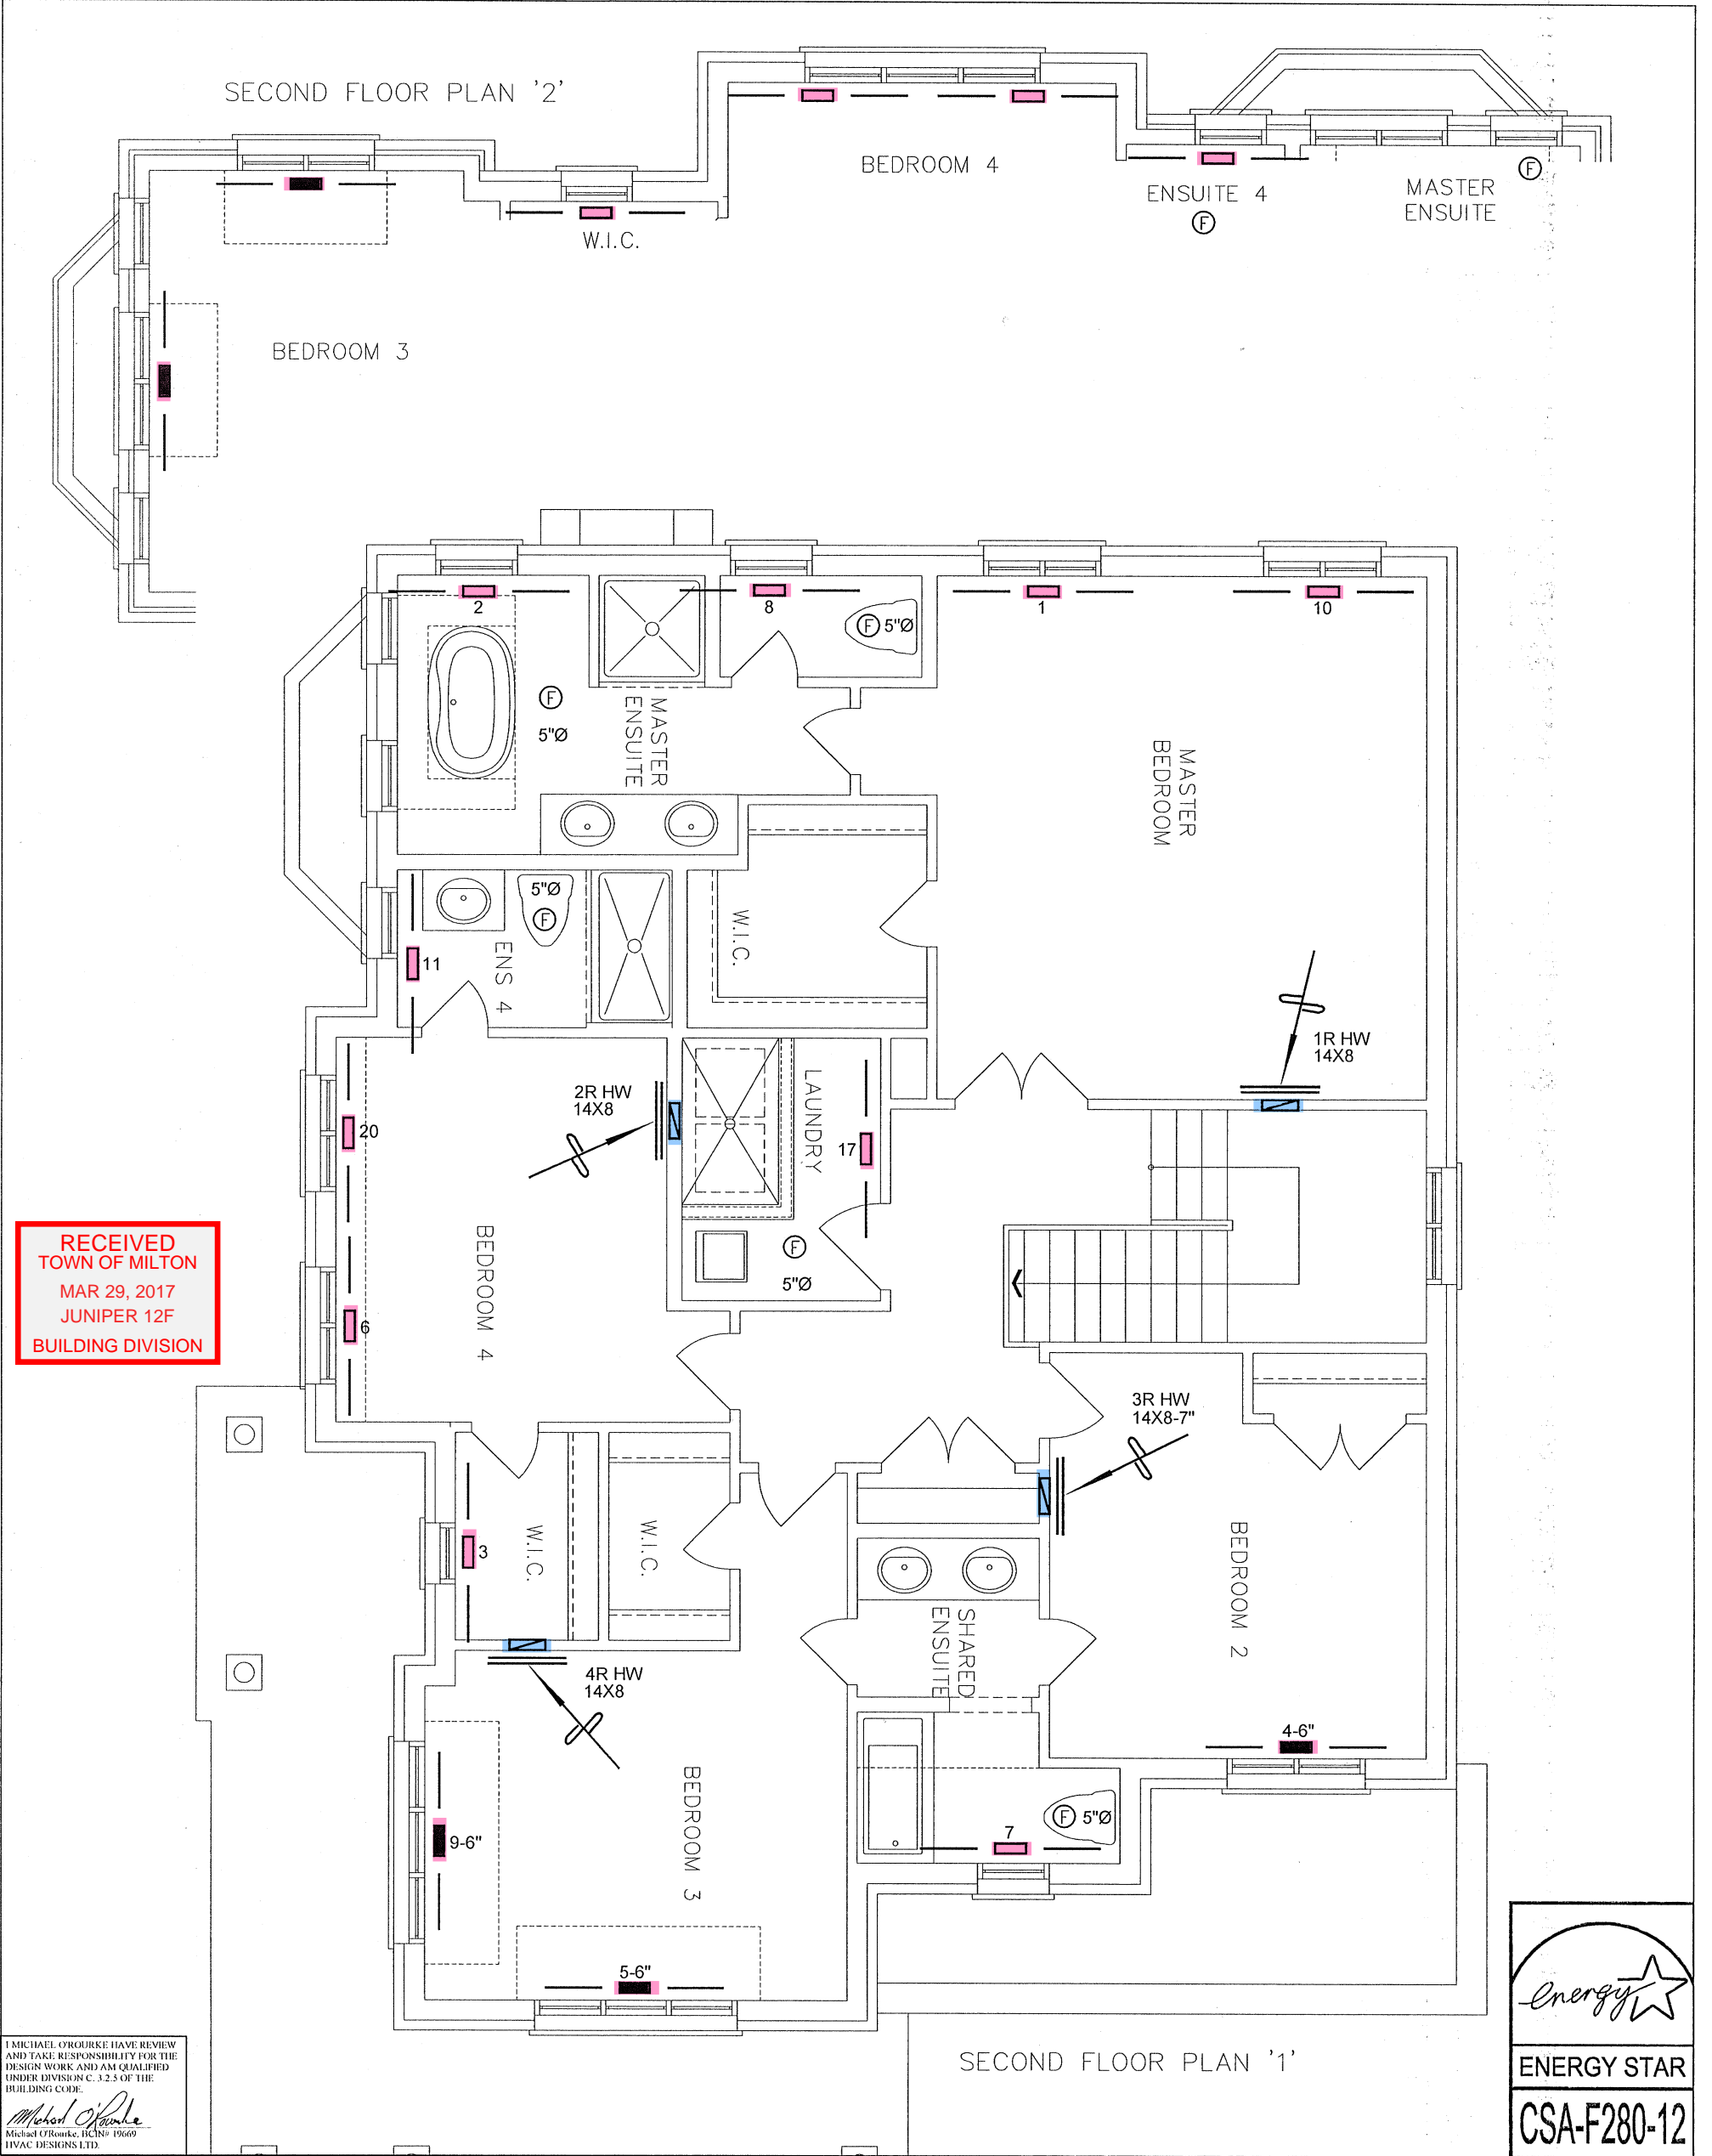 SECOND FLOOR PLAN '2'
BEDROOM 4
ENSUITE 4
F
MASTER
ENSUITE
F
W.I.C.
BEDROOM 3
2
8
1
10
F 5"Ø
F
5"Ø
MASTER
ENSUITE
MASTER
BEDROOM
5"Ø
F
ENS 4
11
W.I.C.
1R HW
14X8
2R HW
14X8
LAUNDRY
17
20
6
BEDROOM 4
F
5"Ø
RECEIVED
TOWN OF MILTON
MAR 29, 2017
JUNIPER 12F
BUILDING DIVISION
3R HW
14X8-7"
3
W.I.C.
W.I.C.
BEDROOM 2
SHARED
ENSUITE
4R HW
14X8
4-6"
BEDROOM 3
9-6"
7
F 5"Ø
5-6"
SECOND FLOOR PLAN '1'
energy
ENERGY STAR
CSA-F280-12
I MICHAEL O'ROURKE HAVE REVIEW
AND TAKE RESPONSIBILITY FOR THE
DESIGN WORK AND AM QUALIFIED
UNDER DIVISION C. 3.2.5 OF THE
BUILDING CODE.
Michael O'Rourke
Michael O'Rourke, BCIN# 19669
HVAC DESIGNS LTD.